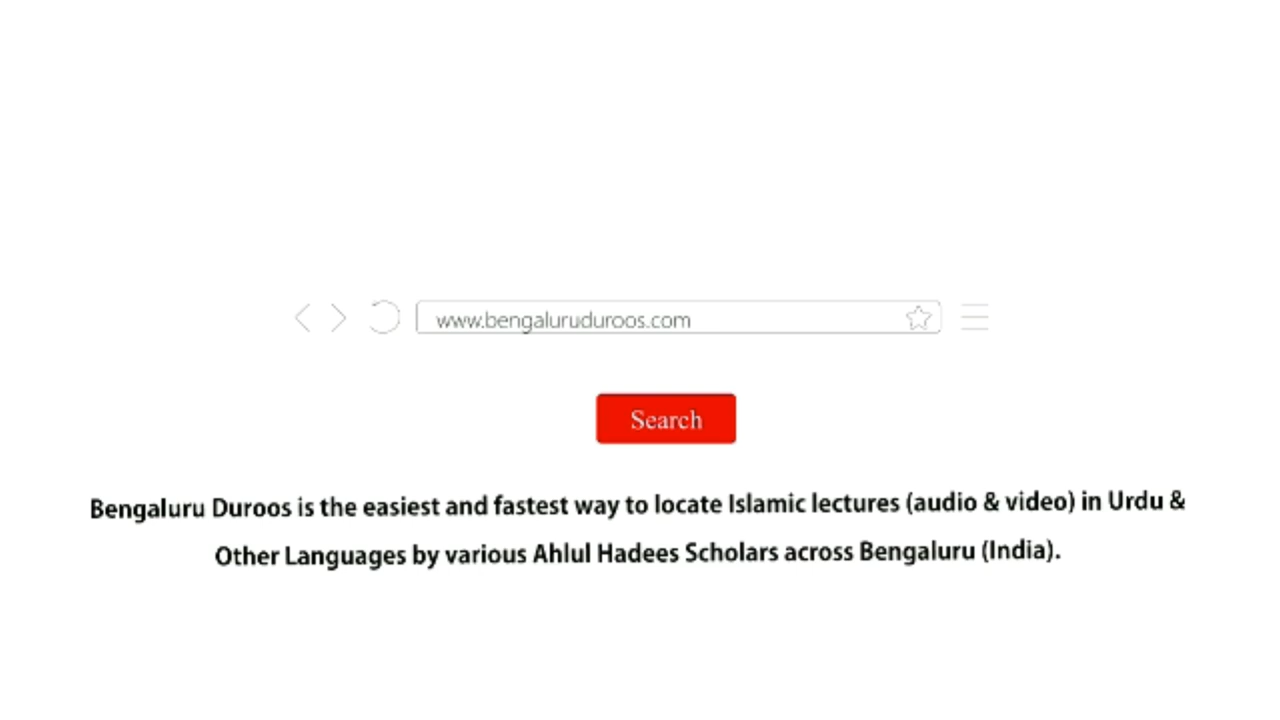 www.bengaluruduroos.com
Search
Bengaluru Duroos is the easiest and fastest way to locate Islamic lectures (audio & video) in Urdu &
Other Languages by various Ahlul Hadees Scholars across Bengaluru (India).